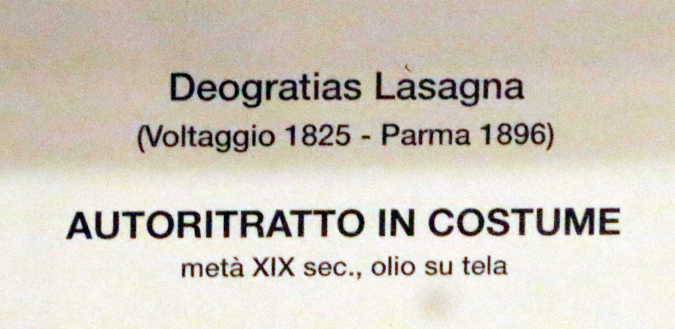 Deogratias Lasagna
(Voltaggio 1825 - Parma 1896)
AUTORITRATTO IN COSTUME
metà XIX sec., olio su tela